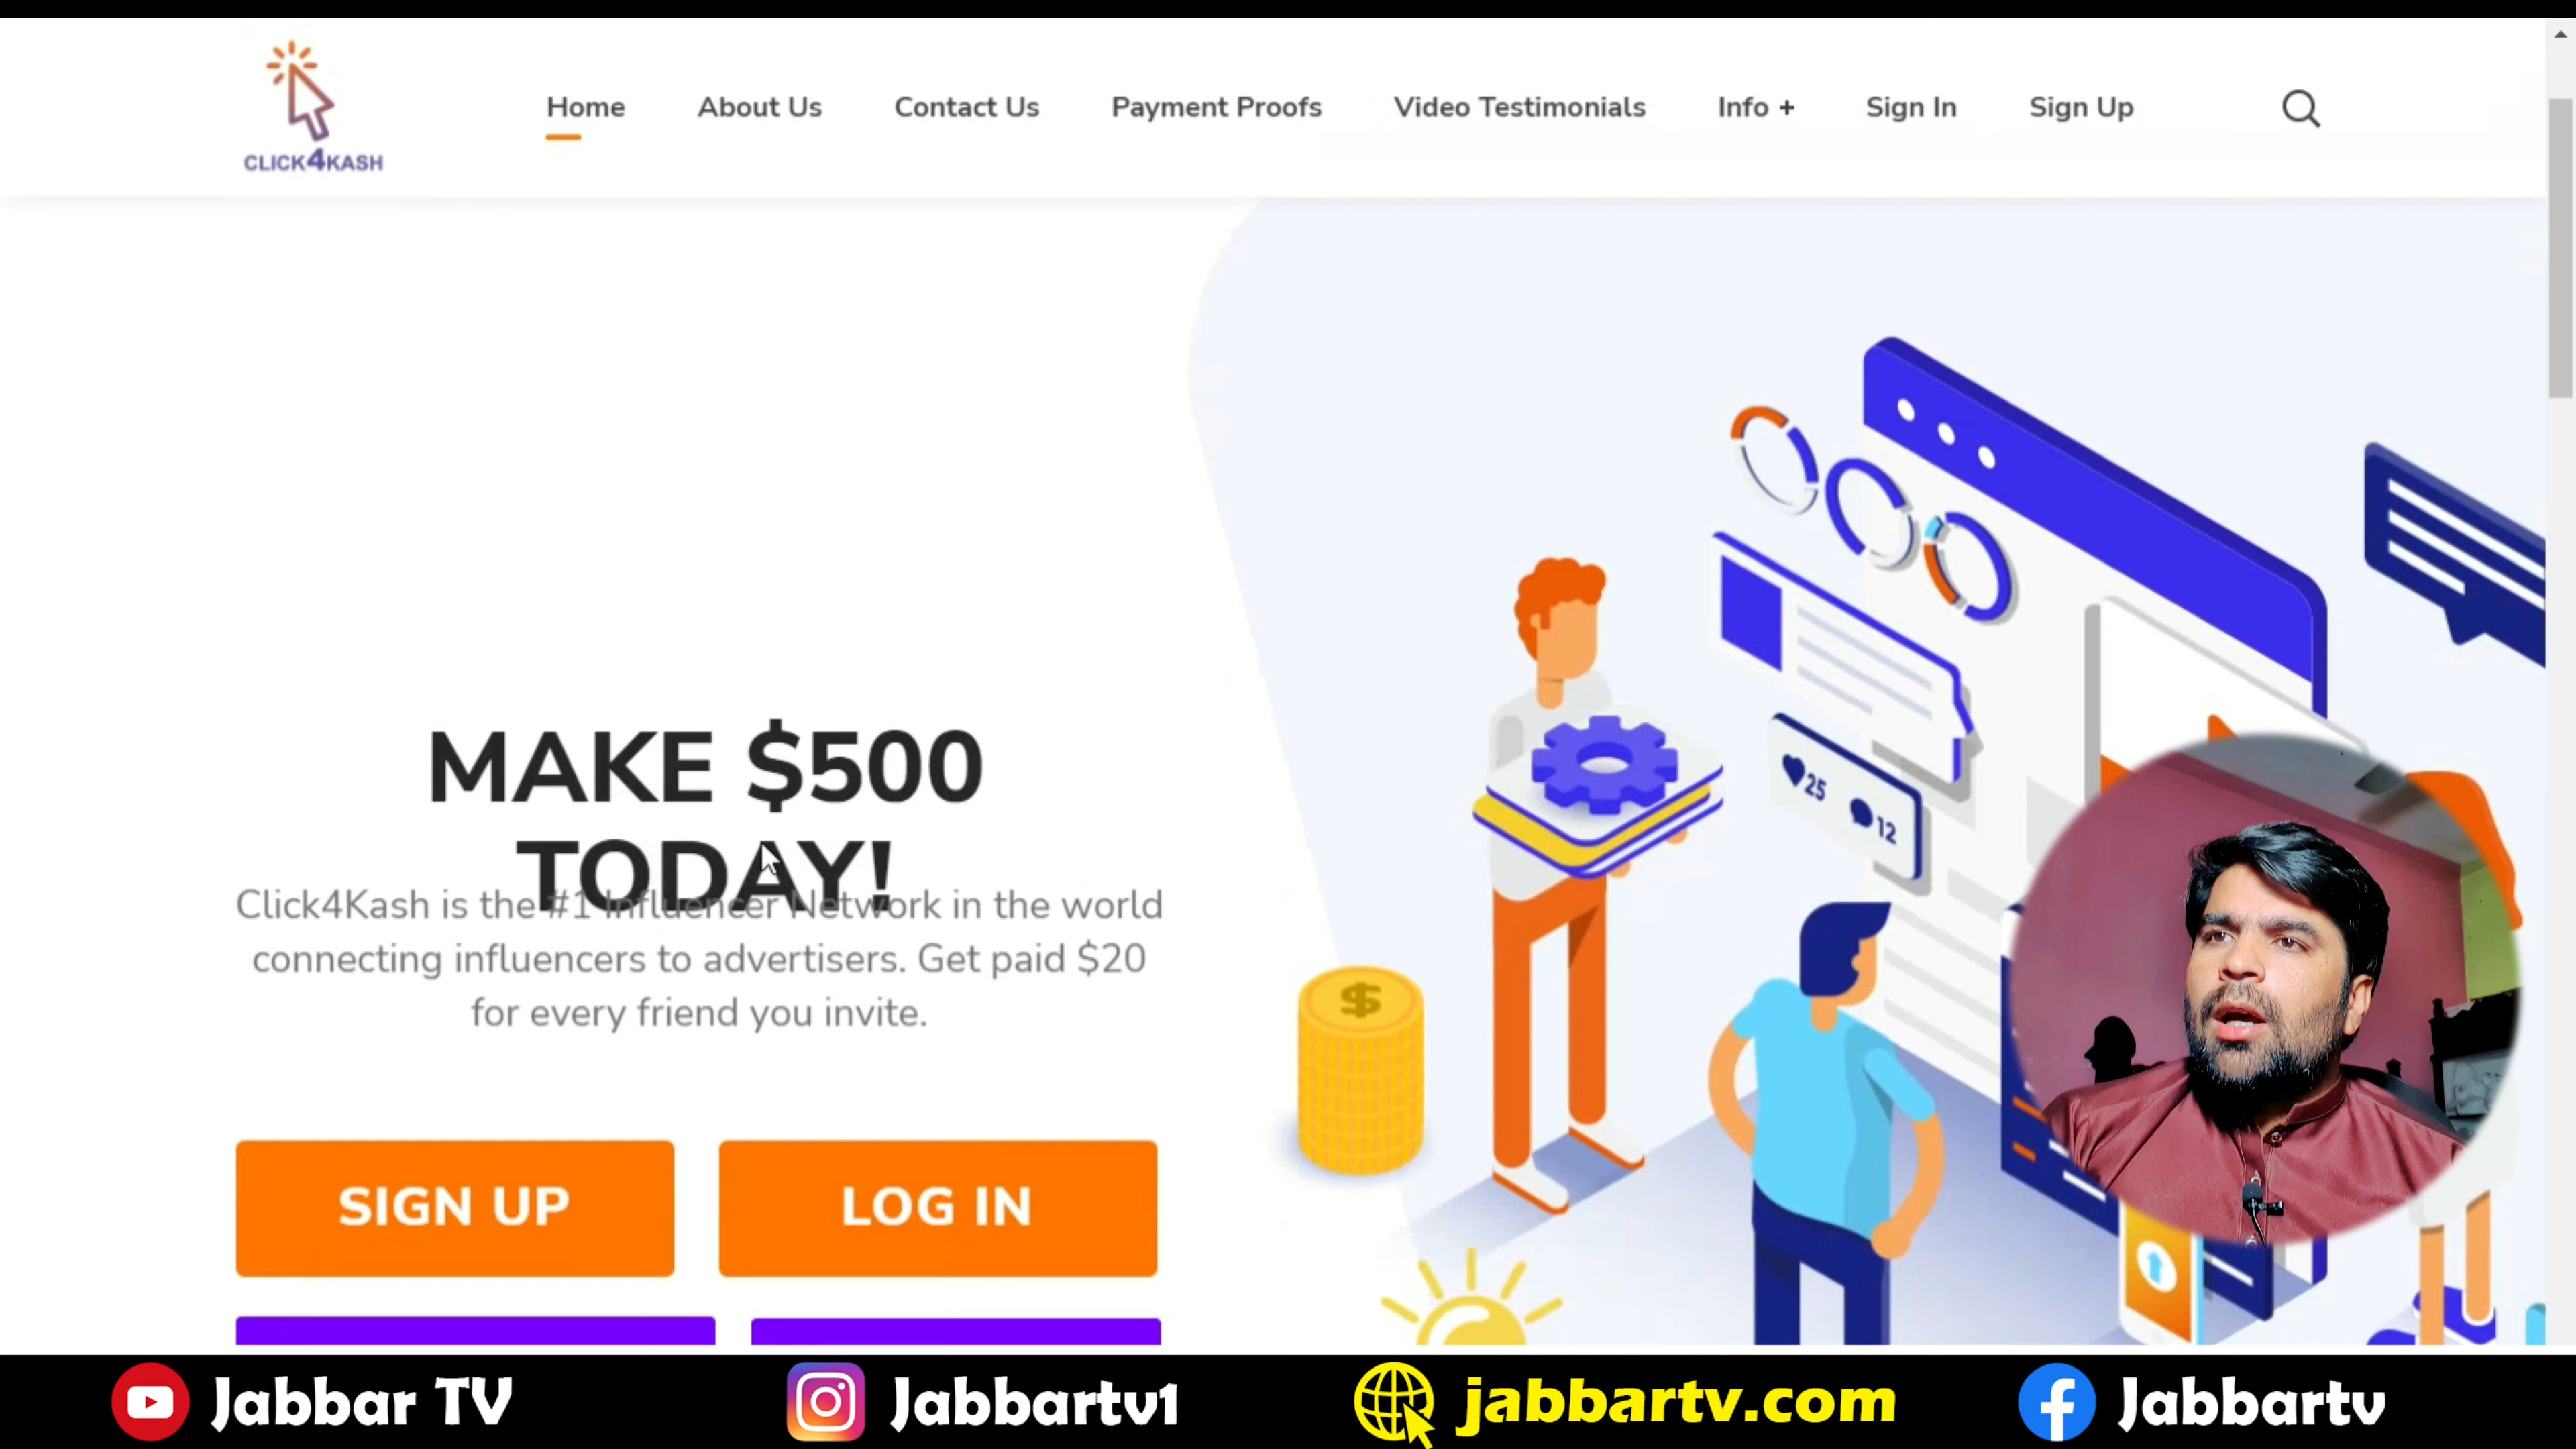 CLICK4KASH
Home About Us Contact Us Payment Proofs Video Testimonials Info + Sign In Sign Up
MAKE $500
TODAY!
Click4Kash is the #1 Influencer Network in the world
connecting influencers to advertisers. Get paid $20
for every friend you invite.
25
12
$
SIGN UP LOG IN
Jabbar TV Jabbartv1 jabbartv.com Jabbartv